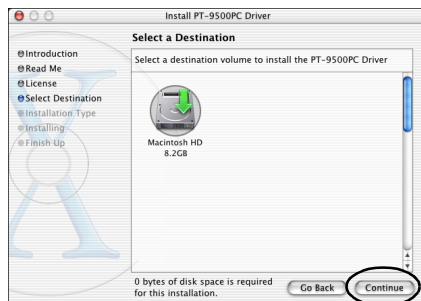 Install PT-9500PC Driver
Select a Destination
Introduction
Read Me
License
Select Destination
Installation Type
Installing
Finish Up
Select a destination volume to install the PT-9500PC Driver
Macintosh HD
8.2GB
0 bytes of disk space is required
for this installation.
Go Back
Continue